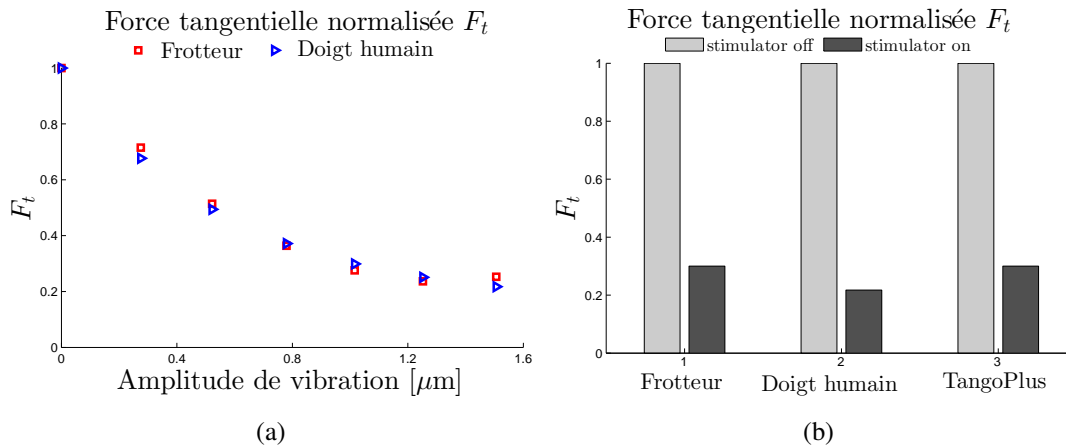 Force tangentielle normalisée F_t
Frotteur
Doigt humain
1
0.8
0.6
0.4
0.2
0
F_t
0
0.4
0.8
1.2
1.6
Amplitude de vibration [μm]
(a)
Force tangentielle normalisée F_t
stimulator off
stimulator on
1
0.8
0.6
0.4
0.2
0
F_t
1
2
3
Frotteur
Doigt humain
TangoPlus
(b)